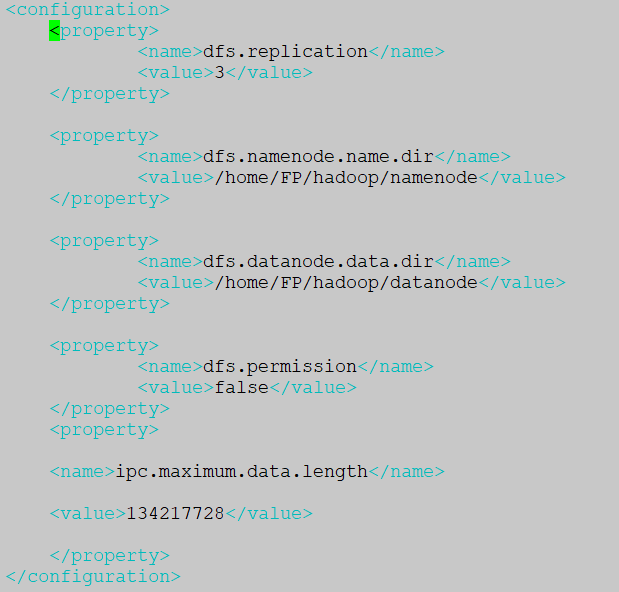 <configuration>
<property>
<name>dfs.replication</name>
<value>3</value>
</property>
<property>
<name>dfs.namenode.name.dir</name>
<value>/home/FP/hadoop/namenode</value>
</property>
<property>
<name>dfs.datanode.data.dir</name>
<value>/home/FP/hadoop/datanode</value>
</property>
<property>
<name>dfs.permission</name>
<value>false</value>
</property>
<property>
<name>ipc.maximum.data.length</name>
<value>134217728</value>
</property>
</configuration>